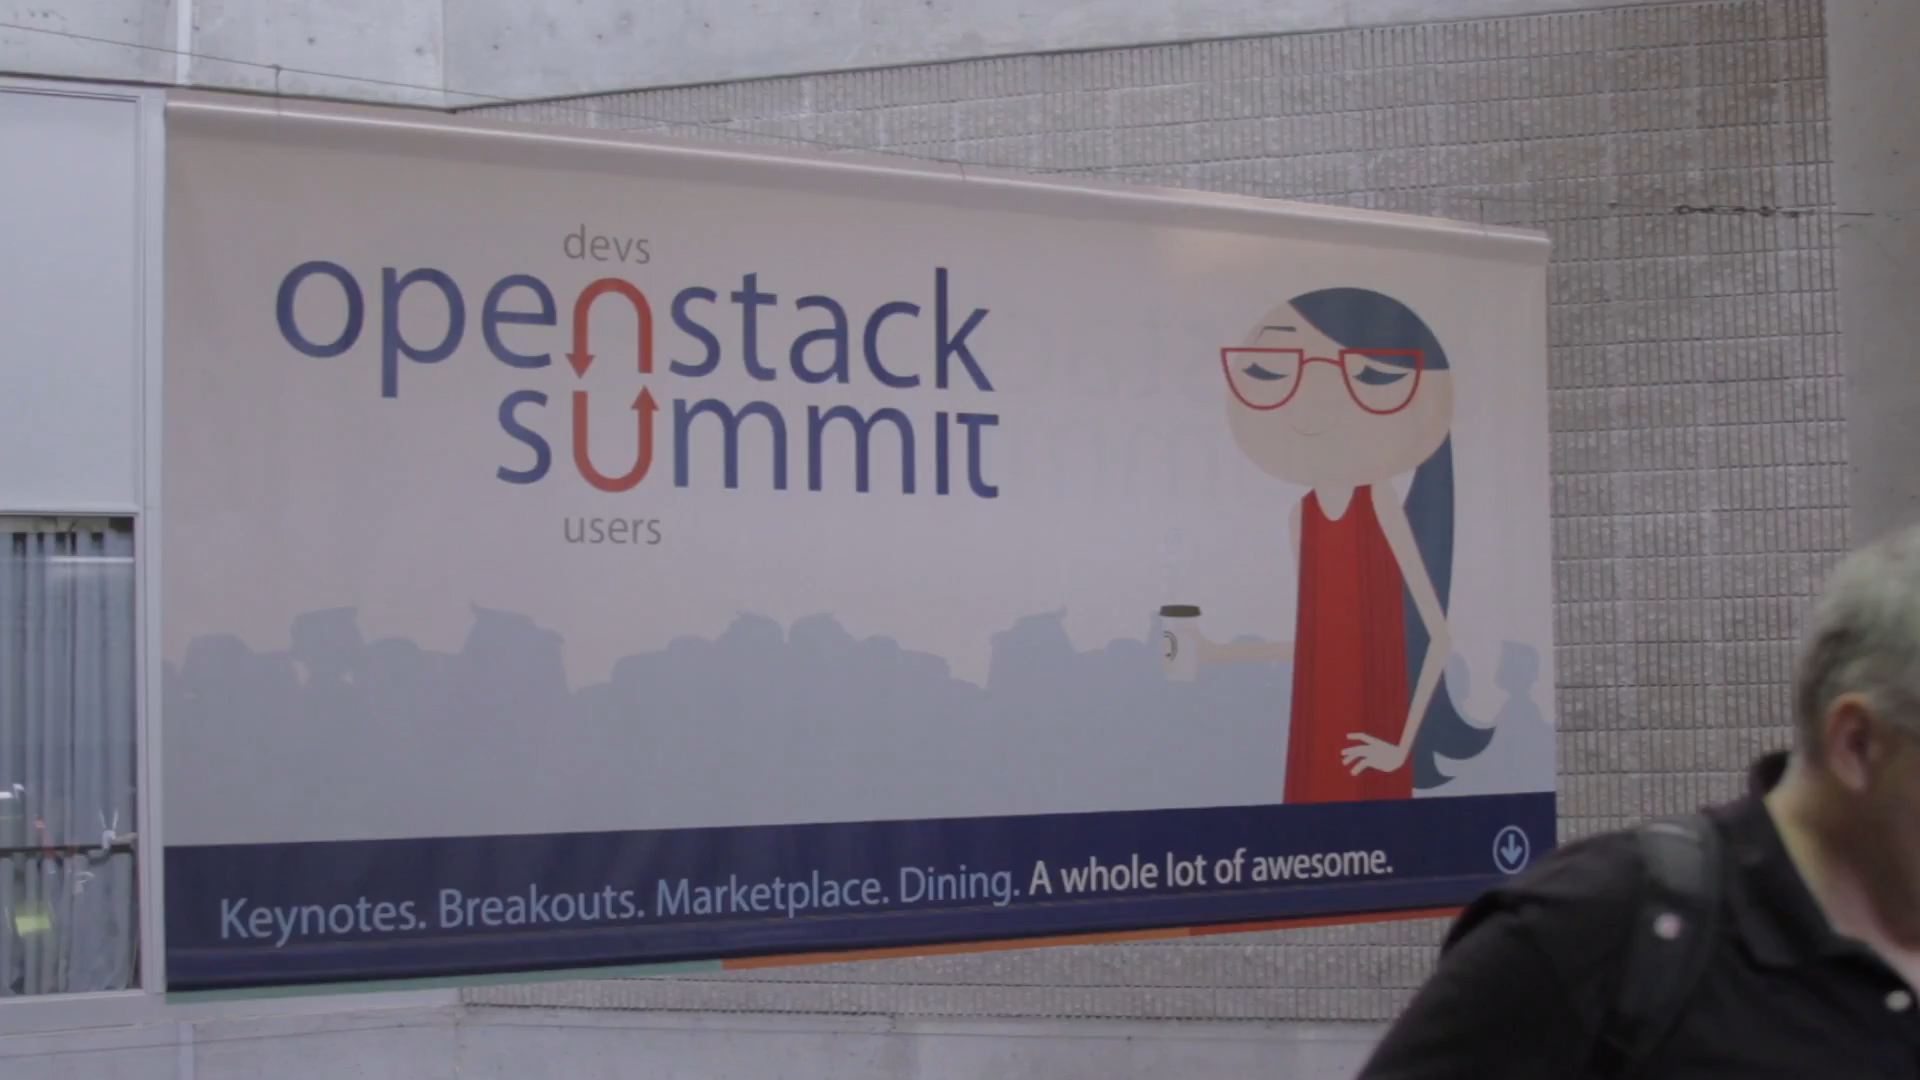 devs
openstack
summit
users
Keynotes. Breakouts. Marketplace. Dining. A whole lot of awesome.